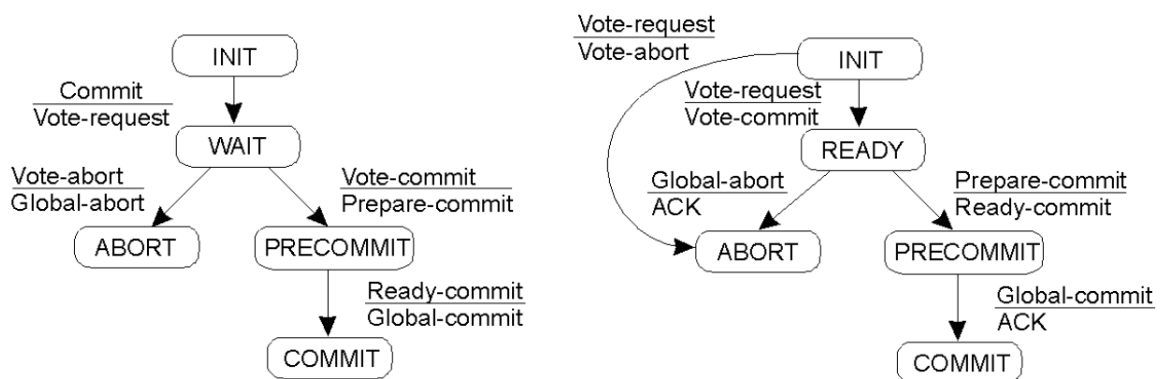 INIT
Commit
Vote-request
WAIT
Vote-abort
Global-abort
Vote-commit
Prepare-commit
ABORT
PRECOMMIT
Ready-commit
Global-commit
COMMIT
Vote-request
Vote-abort
INIT
Vote-request
Vote-commit
READY
Global-abort
ACK
Prepare-commit
Ready-commit
ABORT
PRECOMMIT
Global-commit
ACK
COMMIT